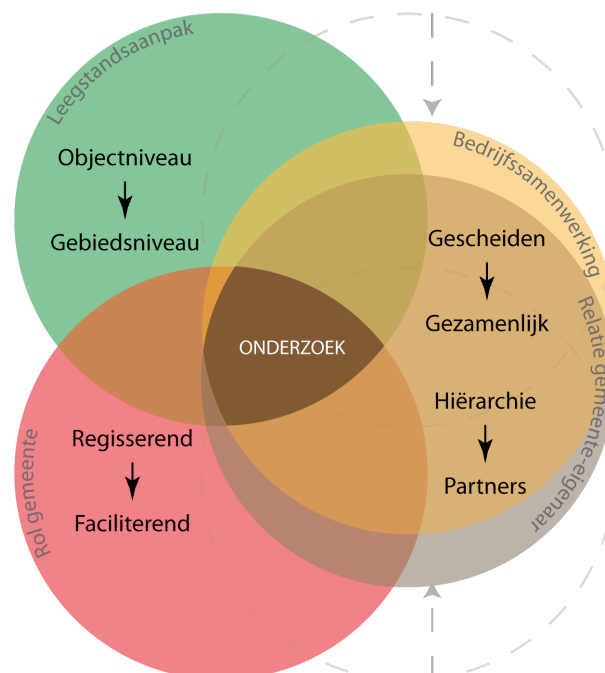 Leegstandsaanpak
Objectniveau
Gebiedsniveau
Bedrijfssamenwerking
Gescheiden
Gezamenlijk
Relatie gemeente-eigenaar
Hiërarchie
Partners
ONDERZOEK
Rol gemeente
Regisserend
Faciliterend